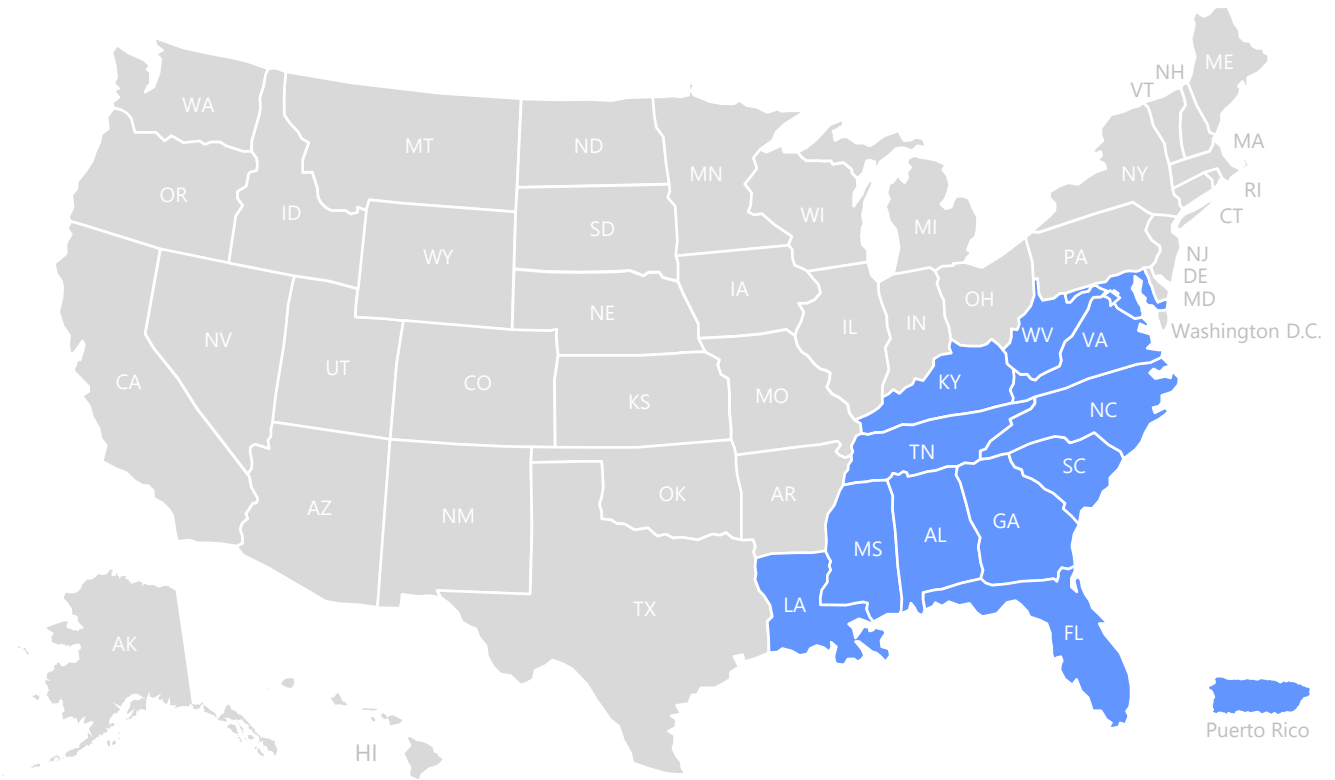 ME
NH
VT
WA
MA
MT
ND
MN
NY
RI
OR
ID
WI
CT
SD
MI
WY
PA
NJ
DE
IA
MD
OH
NE
IL
IN
Washington D.C.
NV
WV
VA
UT
CA
CO
KY
MO
KS
NC
TN
SC
OK
AR
AZ
NM
GA
AL
MS
LA
TX
FL
AK
Puerto Rico
HI